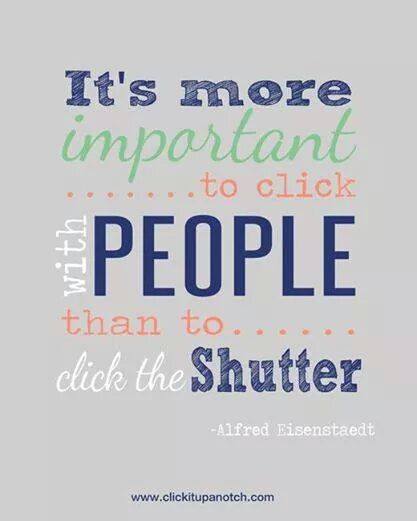 It's more
important
.......to click
with PEOPLE
than to......
click the Shutter
-Alfred Eisenstaedt
www.clickitupanotch.com